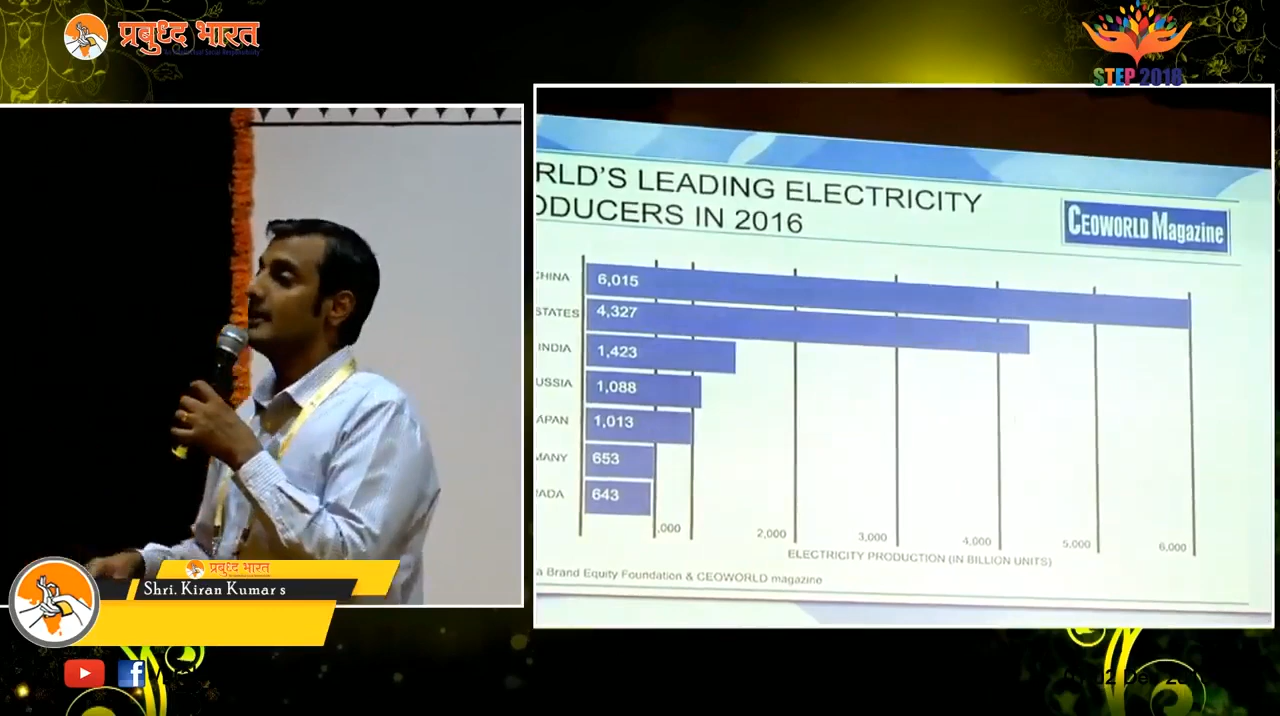 प्रबुध्द भारत
STEP 2018
RLD'S LEADING ELECTRICITY
ODUCERS IN 2016
CEOWORLD Magazine
CHINA 6,015
STATES 4,327
INDIA 1,423
USSIA 1,088
APAN 1,013
MANY 653
ADA 643
,000 2,000 3,000 4,000 5,000 6,000
ELECTRICITY PRODUCTION (IN BILLION UNITS)
a Brand Equity Foundation & CEOWORLD magazine
प्रबुध्द भारत
Shri. Kiran Kumar s